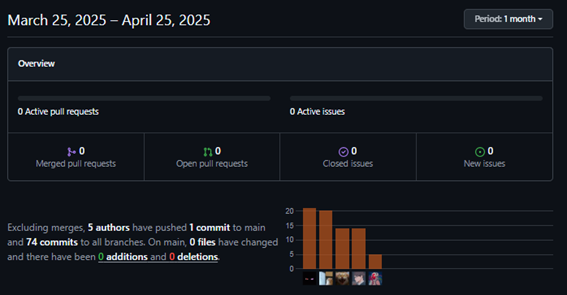 March 25, 2025 – April 25, 2025
Period: 1 month
Overview
0 Active pull requests
0 Active issues
0
Merged pull requests
0
Open pull requests
0
Closed issues
0
New issues
Excluding merges, 5 authors have pushed 1 commit to main
and 74 commits to all branches. On main, 0 files have changed
and there have been 0 additions and 0 deletions.
20
15
10
5
0